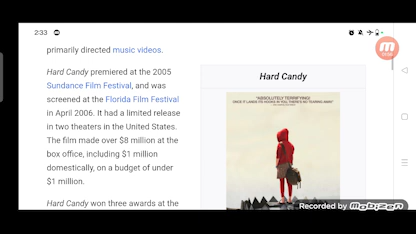 2:33
primarily directed music videos.
Hard Candy premiered at the 2005
Sundance Film Festival, and was
screened at the Florida Film Festival
in April 2006. It had a limited release
in two theaters in the United States.
The film made over $8 million at the
box office, including $1 million
domestically, on a budget of under
$1 million.
Hard Candy won three awards at the
Hard Candy
"ABSOLUTELY TERRIFYING!
Recorded by MOBIZEN